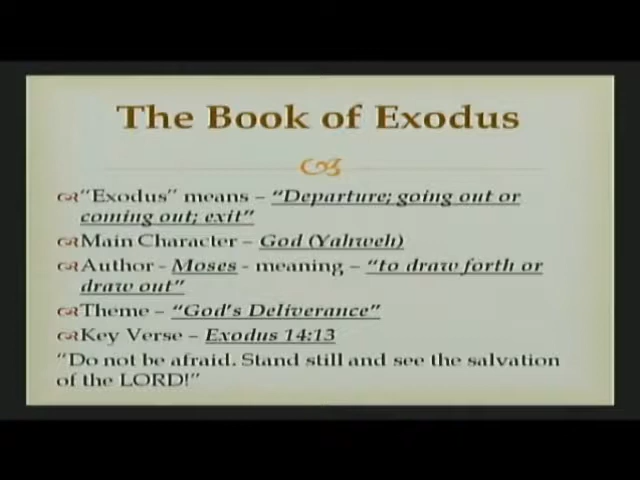 The Book of Exodus
"Exodus" means – "Departure; going out or
coming out; exit"
Main Character – God (Yahweh)
Author - Moses - meaning – "to draw forth or
draw out"
Theme – "God's Deliverance"
Key Verse – Exodus 14:13
"Do not be afraid. Stand still and see the salvation
of the LORD!"